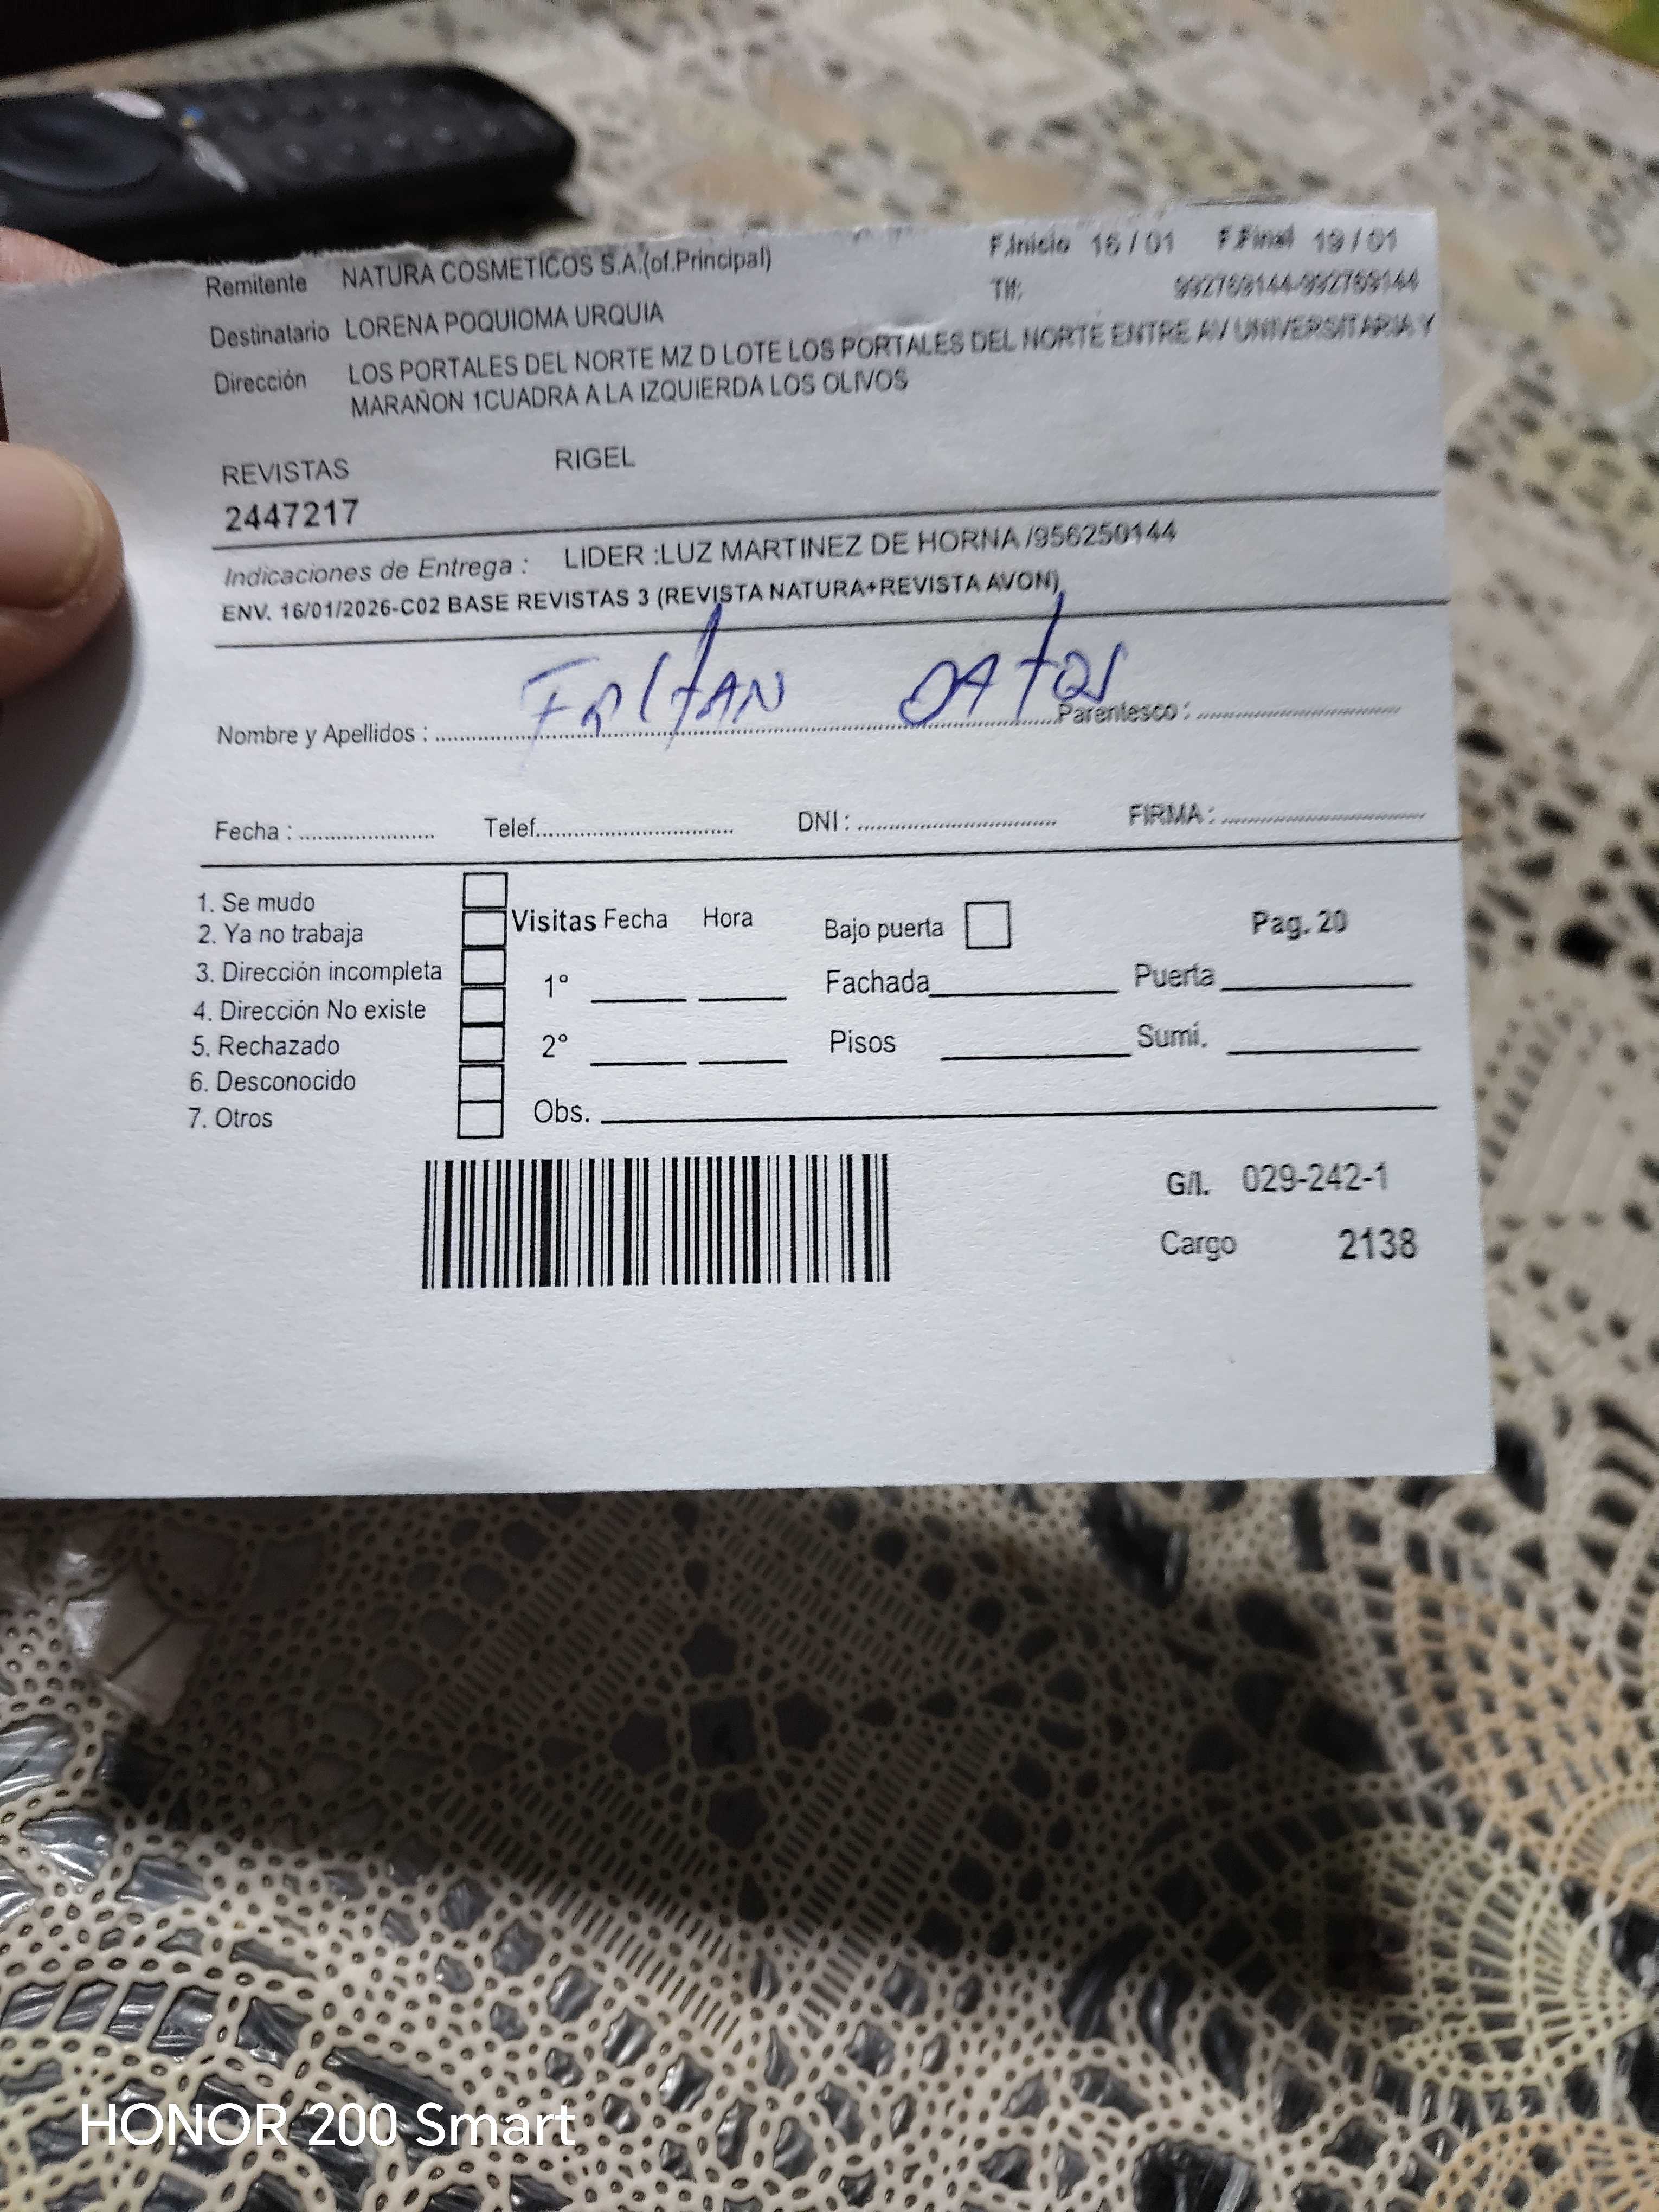 Remitente NATURA COSMETICOS S.A.(of.Principal) F.Inicio 16 / 01 F.Final 19 / 01
Tlf: 992769144-992769144
Destinatario LORENA POQUIOMA URQUIA
Dirección LOS PORTALES DEL NORTE MZ D LOTE LOS PORTALES DEL NORTE ENTRE AV UNIVERSITARIA Y
MARAÑON 1CUADRA A LA IZQUIERDA LOS OLIVOS
REVISTAS RIGEL
2447217
Indicaciones de Entrega : LIDER :LUZ MARTINEZ DE HORNA /956250144
ENV. 16/01/2026-C02 BASE REVISTAS 3 (REVISTA NATURA+REVISTA AVON)
FALTAN DATOS
Nombre y Apellidos : Parentesco :
Fecha : Telef. DNI : FIRMA :
1. Se mudo
2. Ya no trabaja Visitas Fecha Hora Bajo puerta Pag. 20
3. Dirección incompleta 1° Fachada Puerta
4. Dirección No existe
5. Rechazado 2° Pisos Sumi.
6. Desconocido
7. Otros Obs.
G/I. 029-242-1
Cargo 2138
HONOR 200 Smart